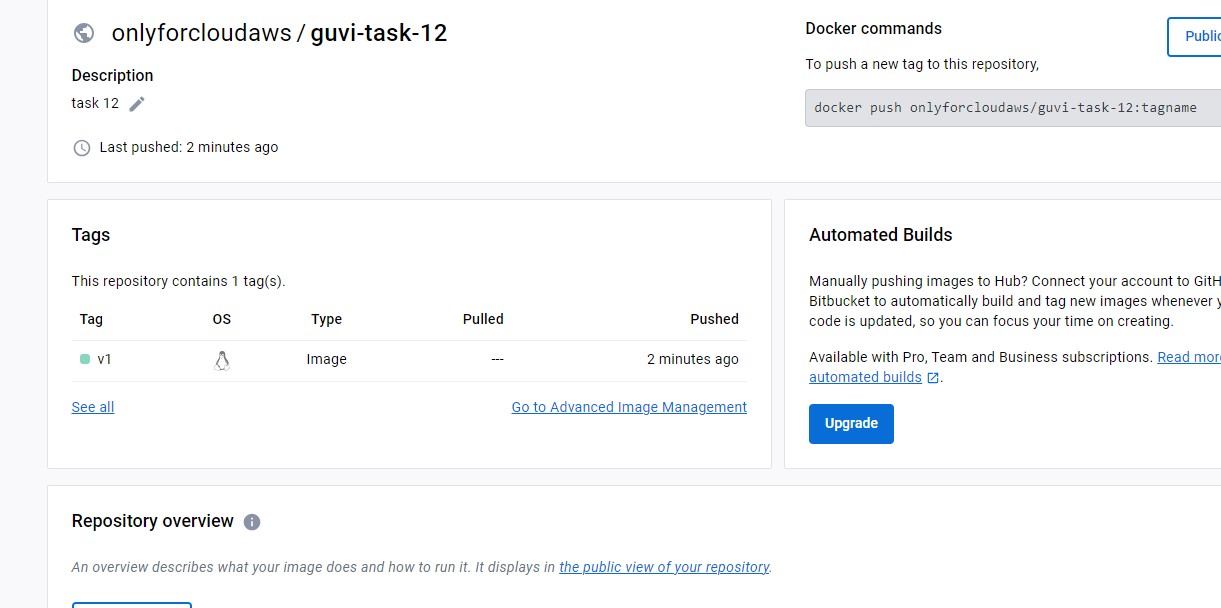 onlyforcloudaws / guvi-task-12
Description
task 12
Last pushed: 2 minutes ago
Docker commands
To push a new tag to this repository,
docker push onlyforcloudaws/guvi-task-12:tagname
Public
Tags
This repository contains 1 tag(s).
Tag OS Type Pulled Pushed
v1 Image --- 2 minutes ago
See all Go to Advanced Image Management
Automated Builds
Manually pushing images to Hub? Connect your account to GitH
Bitbucket to automatically build and tag new images whenever y
code is updated, so you can focus your time on creating.
Available with Pro, Team and Business subscriptions. Read more
automated builds .
Upgrade
Repository overview
An overview describes what your image does and how to run it. It displays in the public view of your repository.